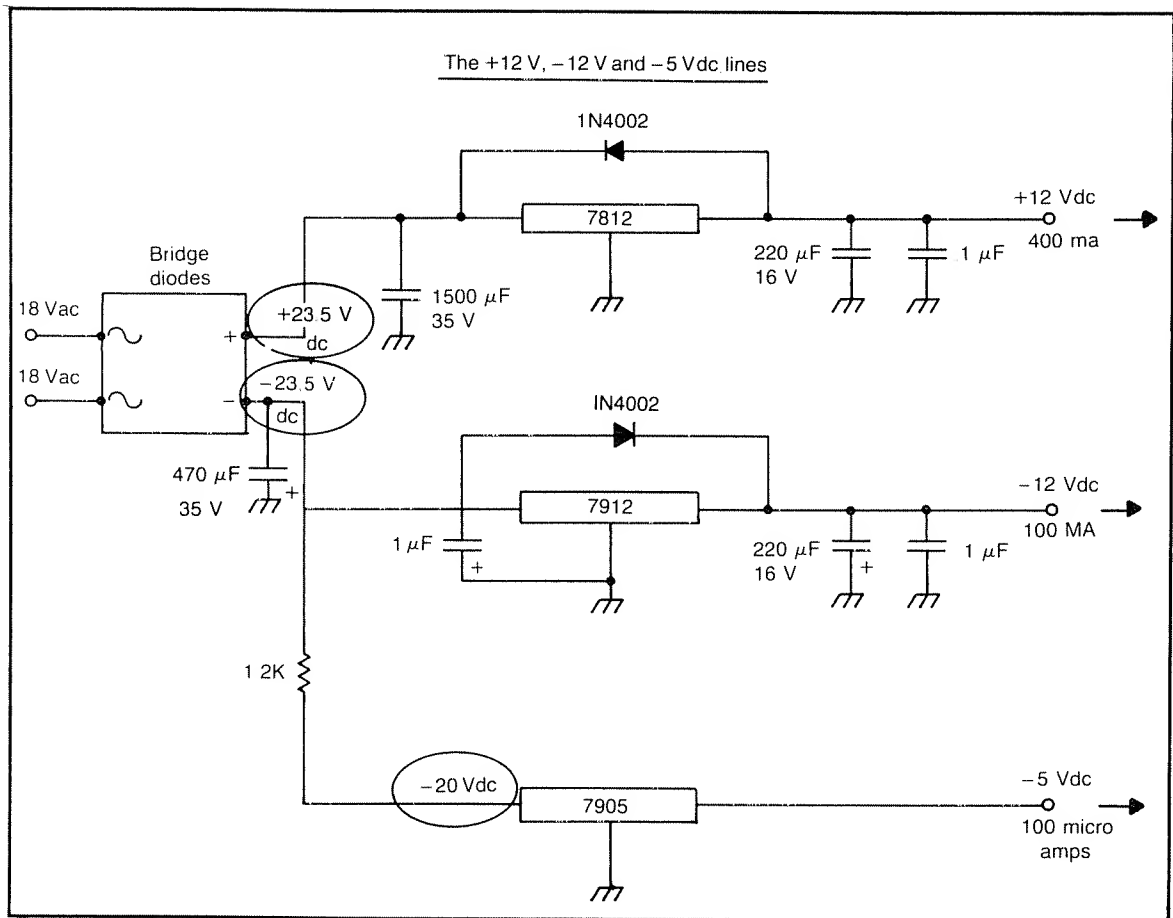 The +12 V, −12 V and −5 Vdc lines
1N4002
7812
+12 Vdc
400 ma
220 µF
16 V
1 µF
1500 µF
35 V
Bridge
diodes
18 Vac
18 Vac
+
−
+23.5 V
dc
−23.5 V
dc
470 µF
35 V
+
IN4002
7912
−12 Vdc
100 MA
1 µF
+
220 µF
16 V
+
1 µF
1 2K
−20 Vdc
7905
−5 Vdc
100 micro
amps